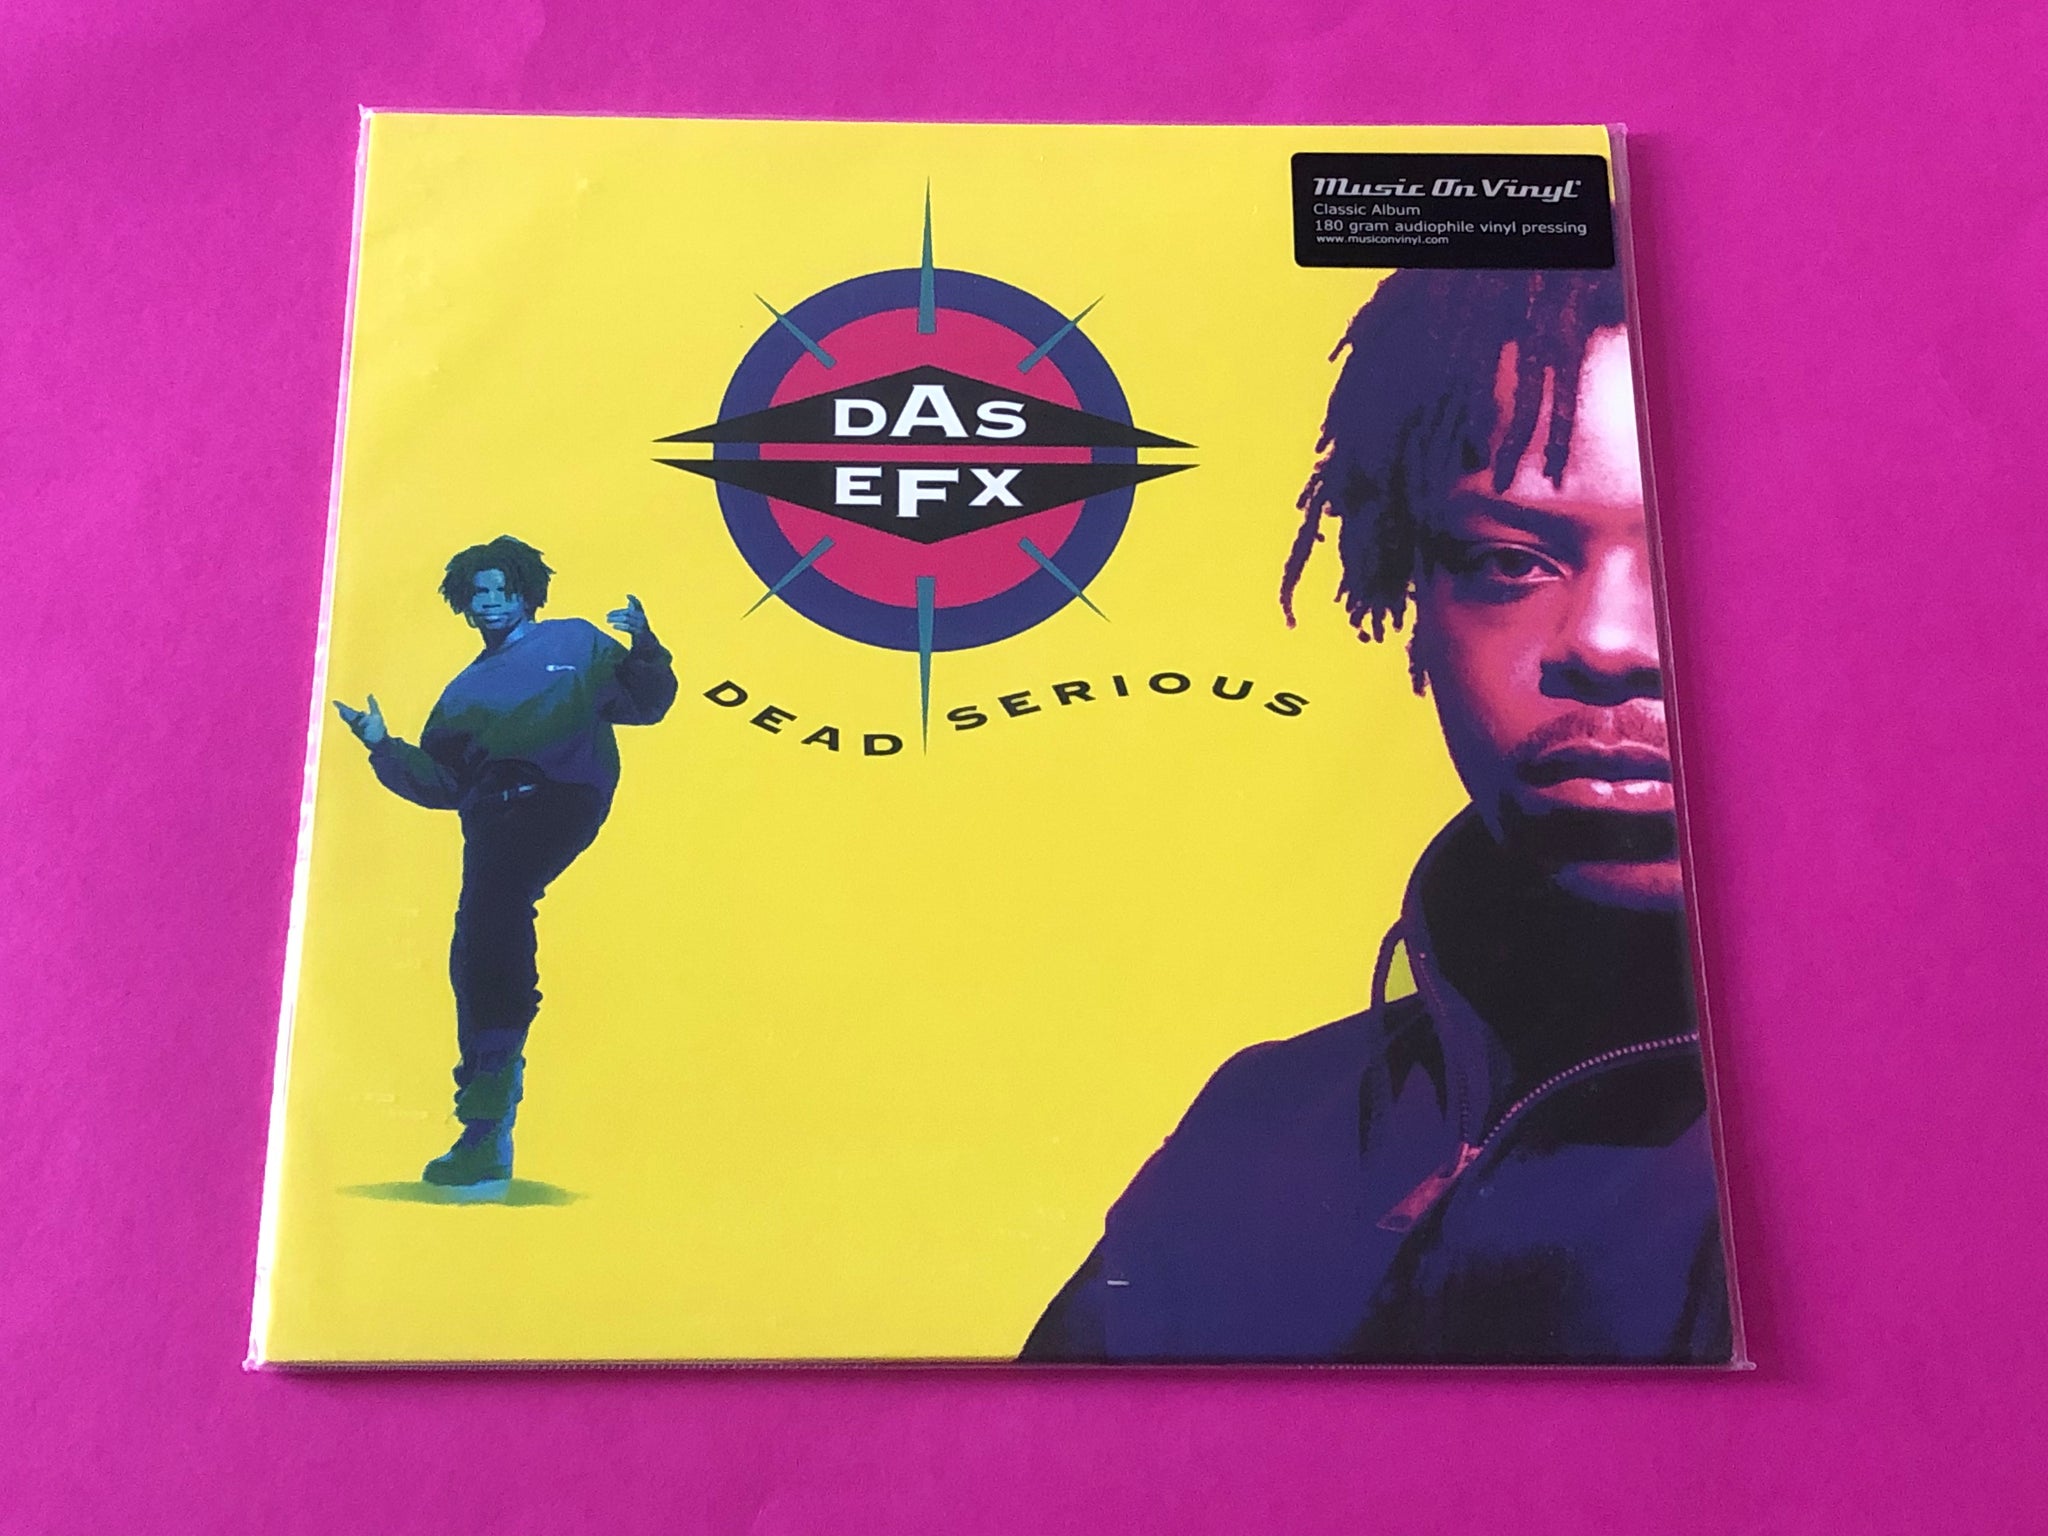 Music On Vinyl
Classic Album
180 gram audiophile vinyl pressing
www.musiconvinyl.com
DAS
EFX
DEAD SERIOUS